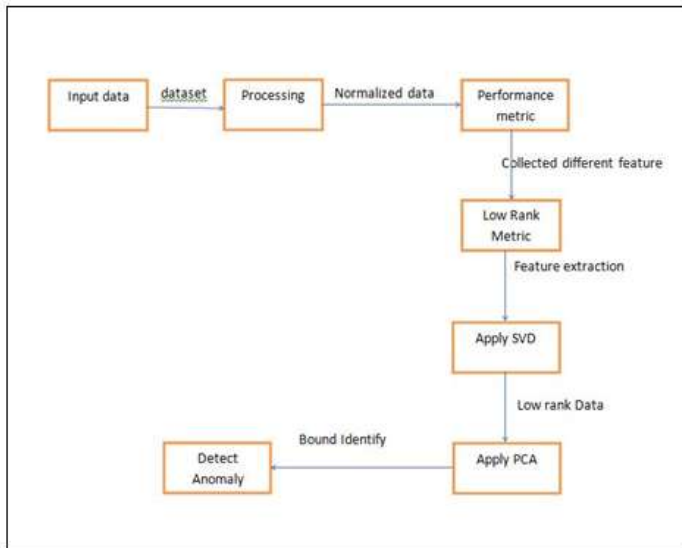 Input data
dataset
Processing
Normalized data
Performance
metric
Collected different feature
Low Rank
Metric
Feature extraction
Apply SVD
Low rank Data
Apply PCA
Bound Identify
Detect
Anomaly